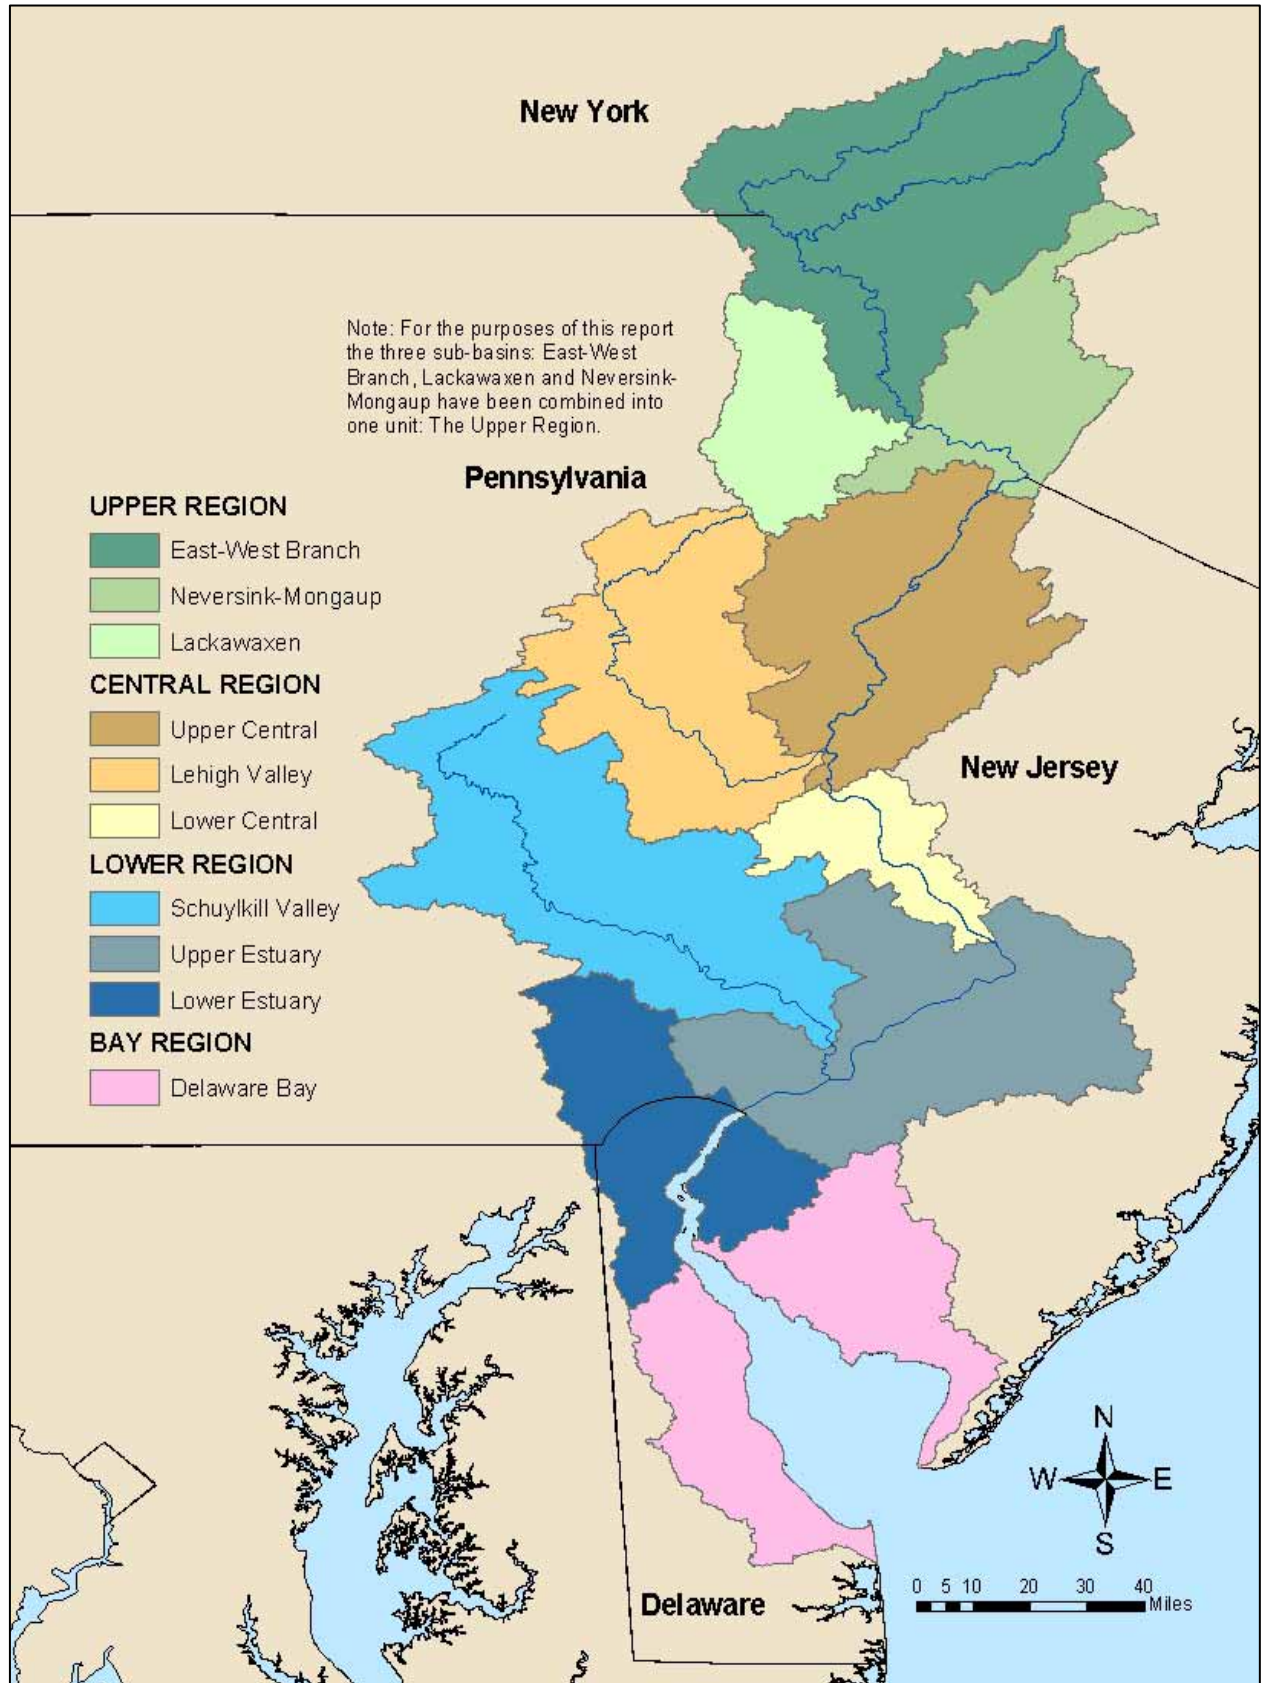 New York
Note: For the purposes of this report
the three sub-basins: East-West
Branch, Lackawaxen and Neversink-
Mongaup have been combined into
one unit: The Upper Region.
Pennsylvania
UPPER REGION
East-West Branch
Neversink-Mongaup
Lackawaxen
CENTRAL REGION
Upper Central
Lehigh Valley
Lower Central
New Jersey
LOWER REGION
Schuylkill Valley
Upper Estuary
Lower Estuary
BAY REGION
Delaware Bay
N
W E
S
0 5 10 20 30 40
Miles
Delaware